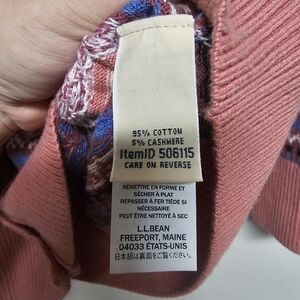 95% COTTON
5% CASHMERE
ItemID 506115
CARE ON REVERSE
REMETTRE EN FORME ET
SÉCHER À PLAT
REPASSER À FER TIÈDE SI
NÉCESSAIRE
PEUT ÊTRE NETTOYÉ À SEC
L.L.BEAN
FREEPORT, MAINE
04033 ÉTATS-UNIS
日本語は裏面をご覧ください